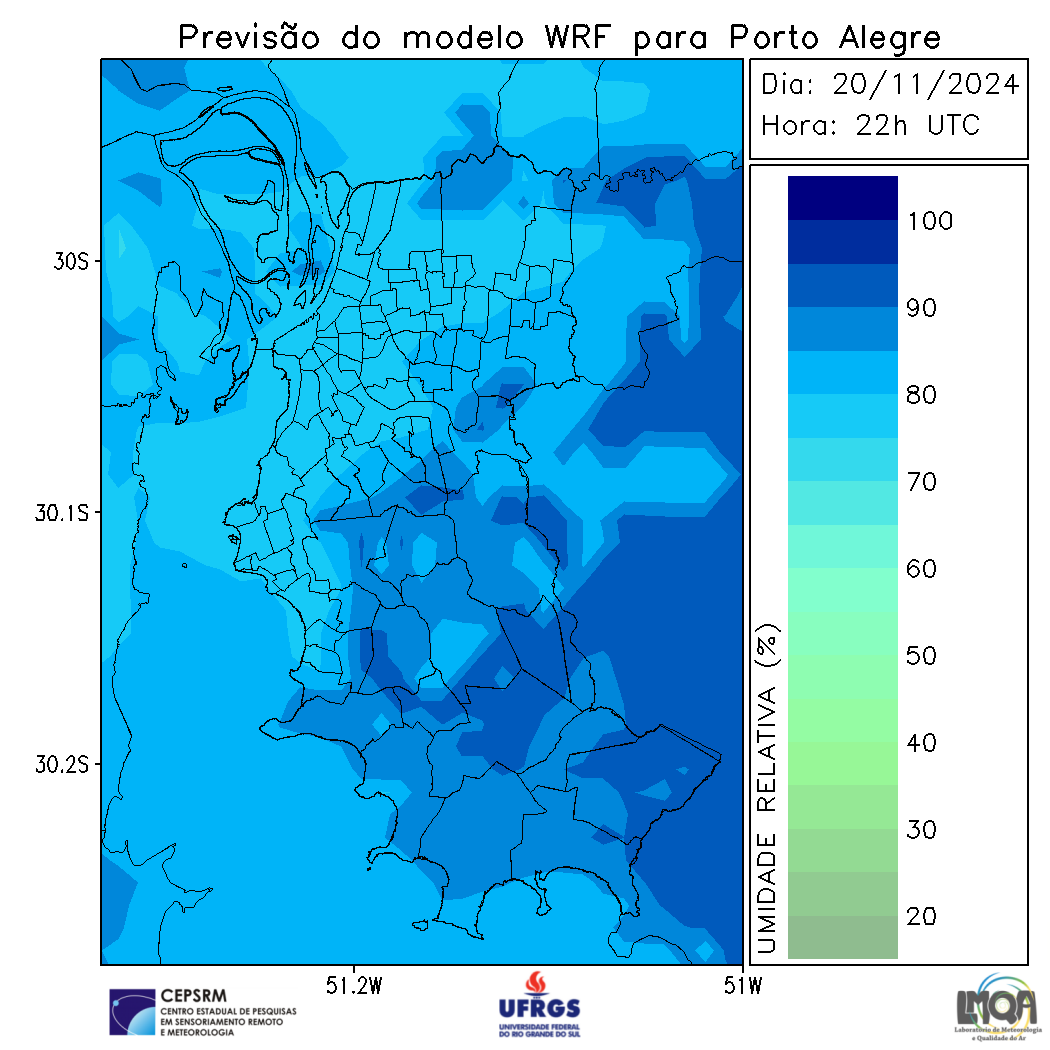 Previsão do modelo WRF para Porto Alegre
Dia: 20/11/2024
Hora: 22h UTC
30S
30.1S
30.2S
51.2W
51W
100
90
80
70
60
50
40
30
20
UMIDADE RELATIVA (%)
CEPSRM
CENTRO ESTADUAL DE PESQUISAS
EM SENSORIAMENTO REMOTO
E METEOROLOGIA
UFRGS
UNIVERSIDADE FEDERAL
DO RIO GRANDE DO SUL
LMQA
Laboratório de Meteorologia
e Qualidade do Ar